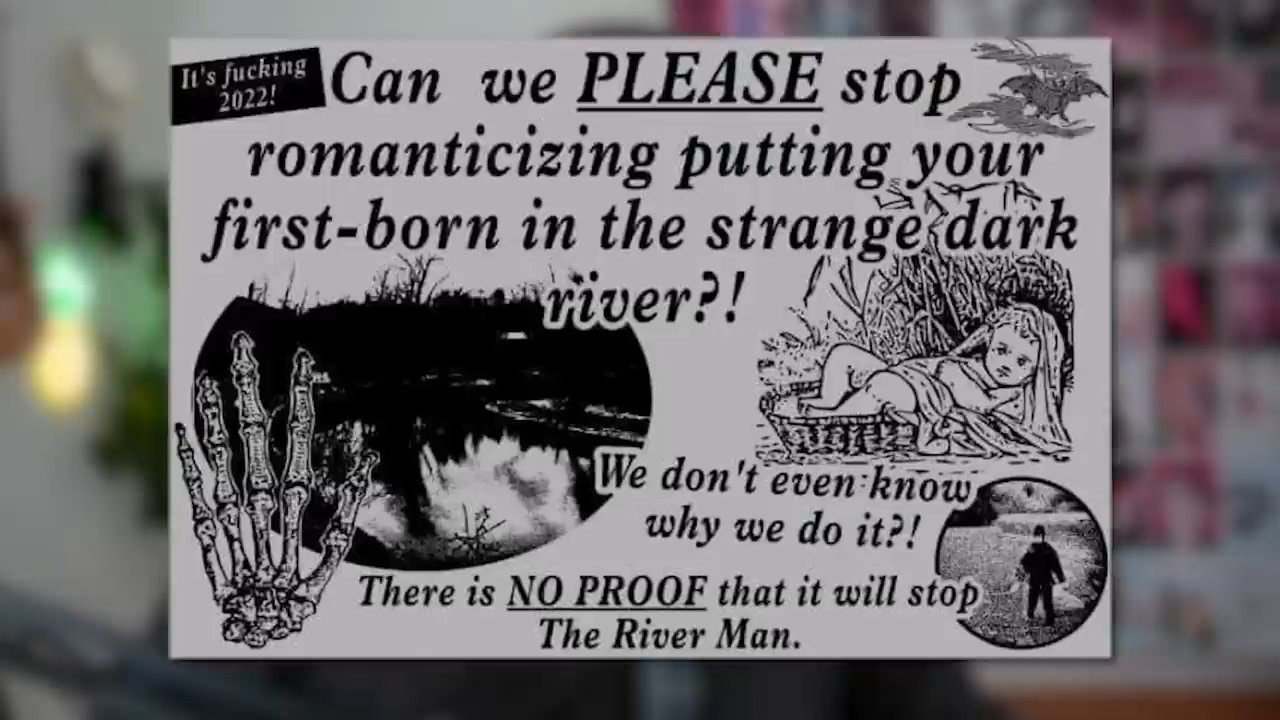 It's fucking
2022!
Can we PLEASE stop
romanticizing putting your
first-born in the strange dark
river?!
We don't even know
why we do it?!
There is NO PROOF that it will stop
The River Man.